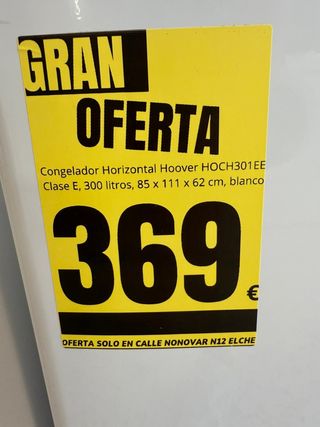 GRAN
OFERTA
Congelador Horizontal Hoover HOCH301EE
Clase E, 300 litros, 85 x 111 x 62 cm, blanco
369 €
OFERTA SOLO EN CALLE NONOVAR N12 ELCHE